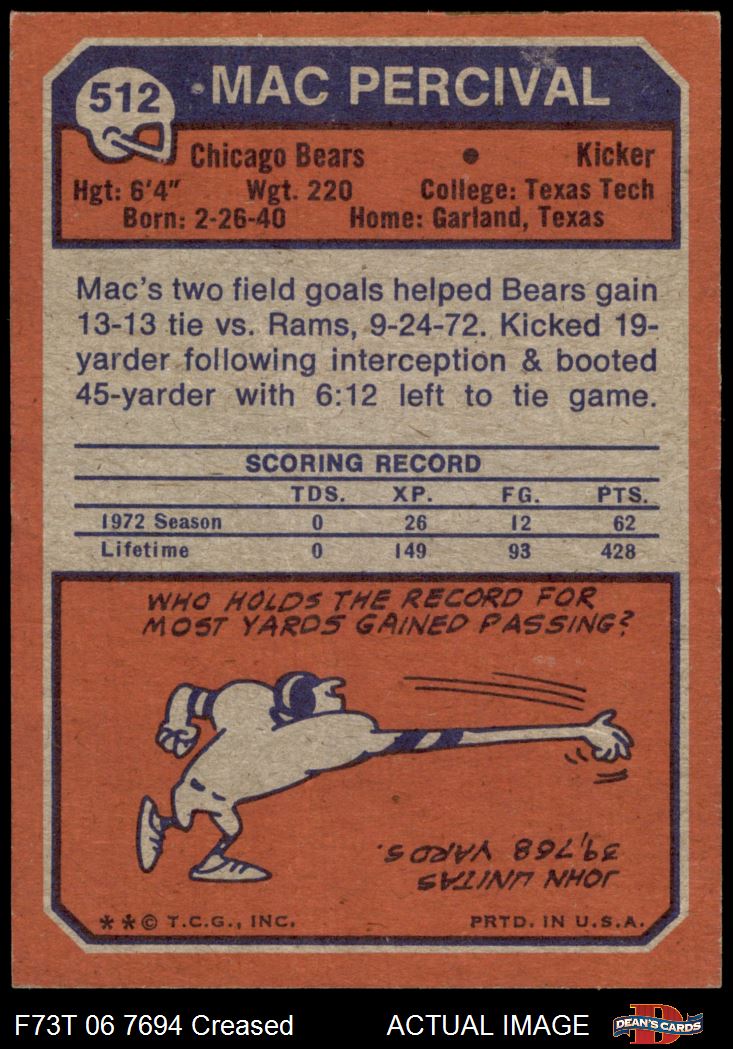 512
MAC PERCIVAL
Chicago Bears • Kicker
Hgt: 6'4" Wgt. 220 College: Texas Tech
Born: 2-26-40 Home: Garland, Texas
Mac's two field goals helped Bears gain
13-13 tie vs. Rams, 9-24-72. Kicked 19-
yarder following interception & booted
45-yarder with 6:12 left to tie game.
SCORING RECORD
TDS. XP. FG. PTS.
1972 Season 0 26 12 62
Lifetime 0 149 93 428
WHO HOLDS THE RECORD FOR
MOST YARDS GAINED PASSING?
JOHN UNITAS
39,768 YARDS.
**© T.C.G., INC. PRTD. IN U.S.A.
F73T 06 7694 Creased ACTUAL IMAGE DEAN'S CARDS